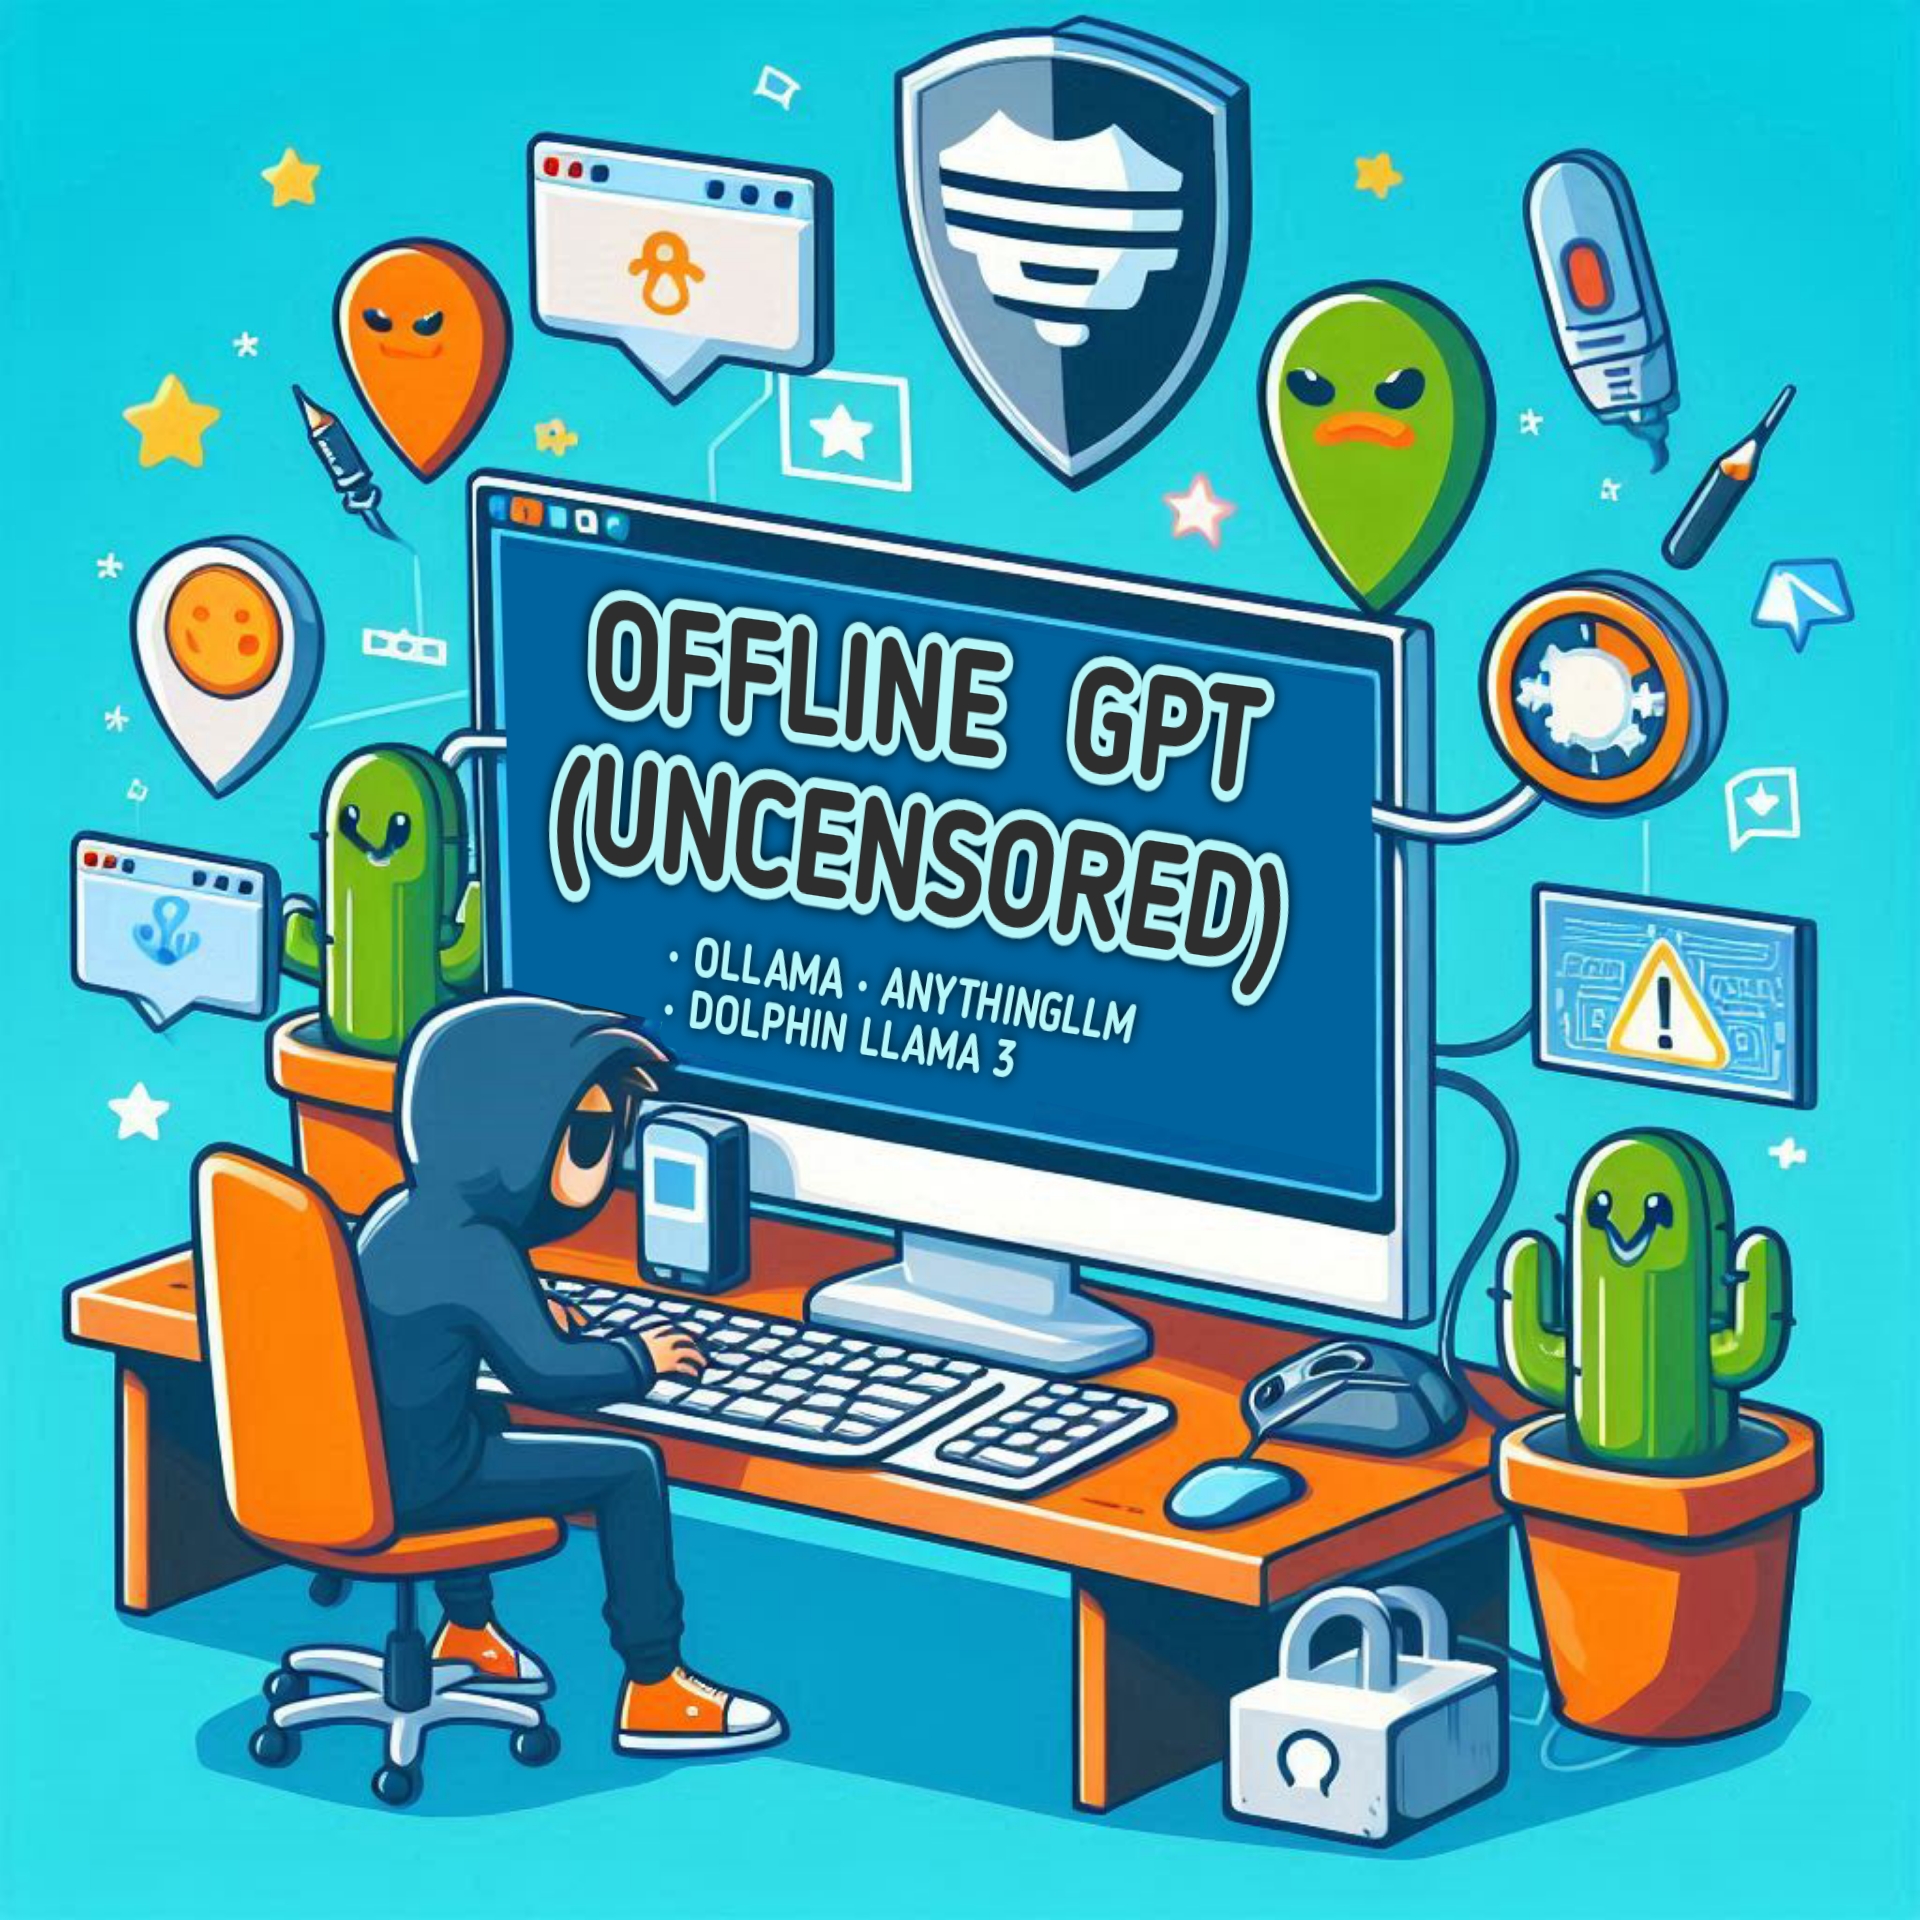 OFFLINE GPT
(UNCENSORED)
• OLLAMA • ANYTHINGLLM
• DOLPHIN LLAMA 3